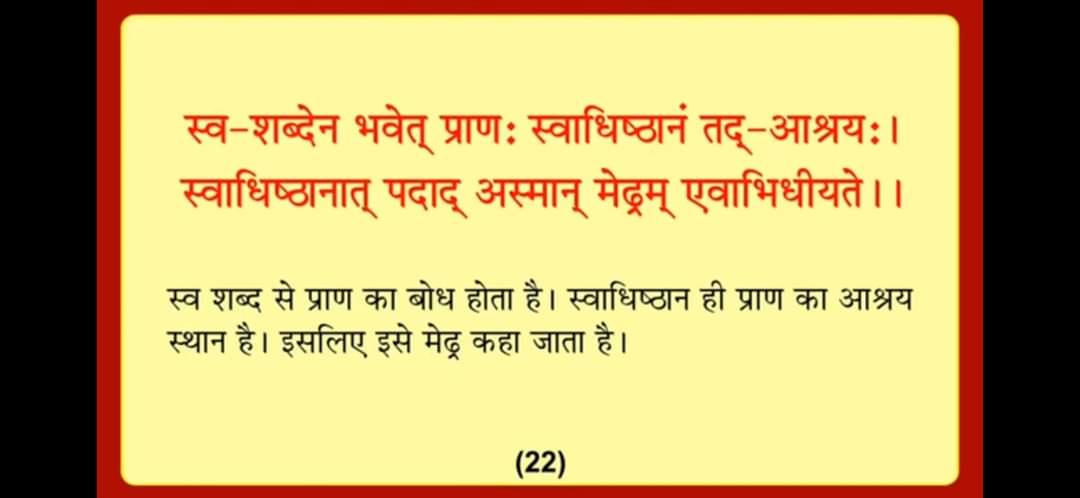 स्व-शब्देन भवेत् प्राण: स्वाधिष्ठानं तद्-आश्रय:।
स्वाधिष्ठानात् पदाद् अस्मान् मेढ्रम् एवाभिधीयते।।
स्व शब्द से प्राण का बोध होता है। स्वाधिष्ठान ही प्राण का आश्रय
स्थान है। इसलिए इसे मेढ्र कहा जाता है।
(22)